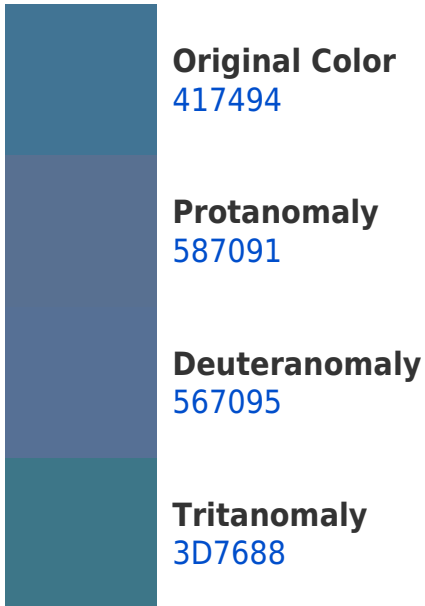 Original Color
417494
Protanomaly
587091
Deuteranomaly
567095
Tritanomaly
3D7688